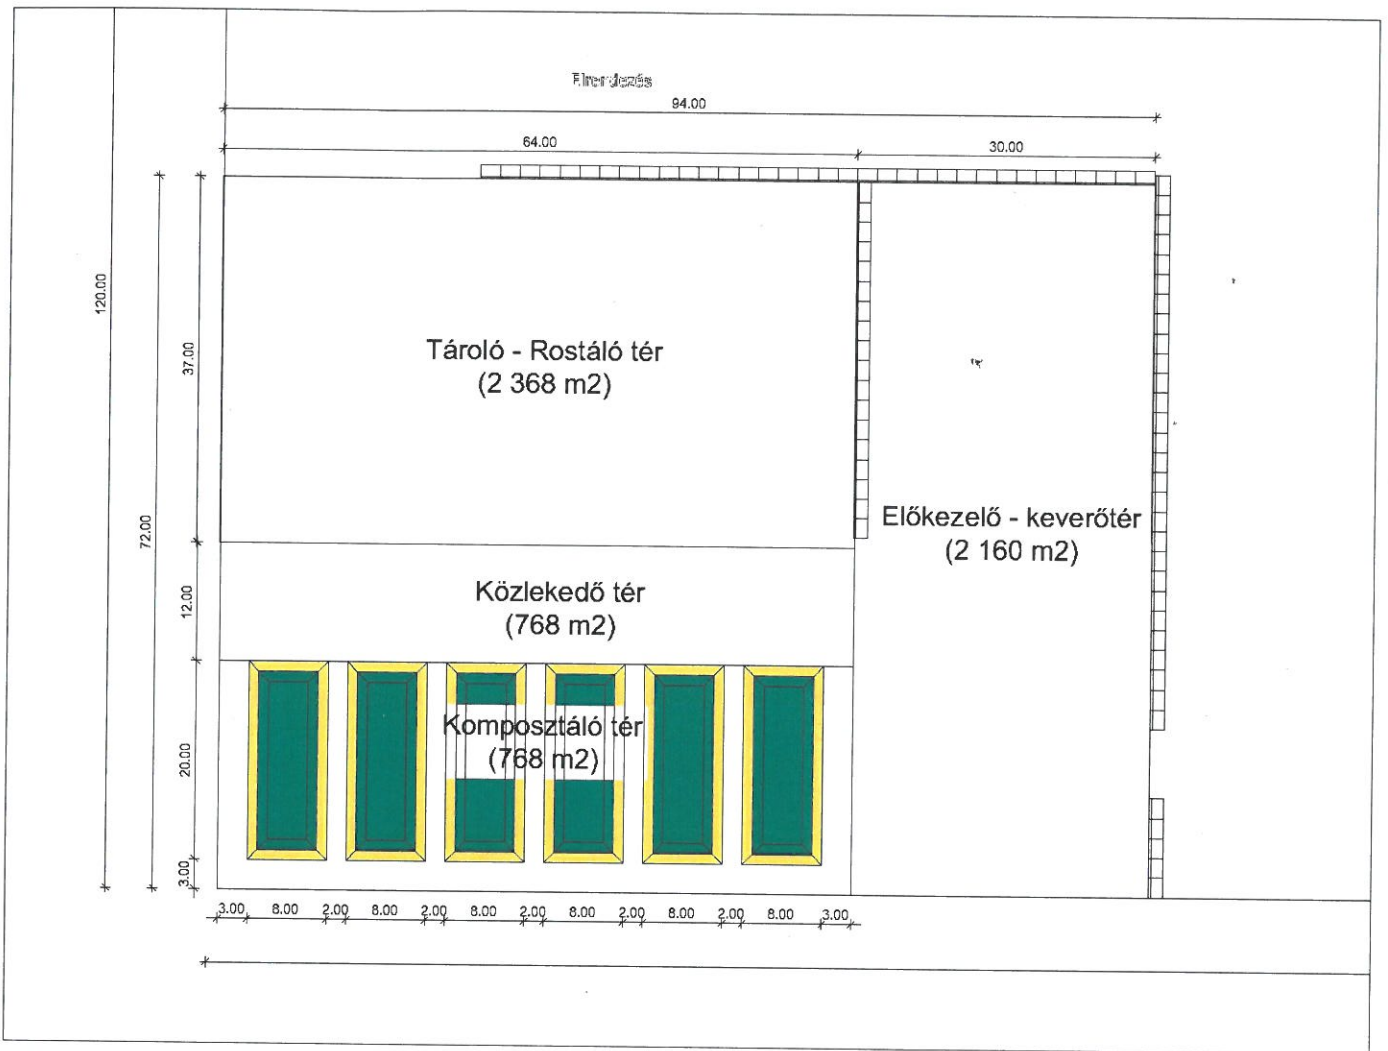 Elrendezés
94.00
64.00
30.00
120.00
72.00
37.00
12.00
20.00
3.00
Tároló - Rostáló tér
(2 368 m2)
Előkezelő - keverőtér
(2 160 m2)
Közlekedő tér
(768 m2)
Komposztáló tér
(768 m2)
3.00 8.00 2.00 8.00 2.00 8.00 2.00 8.00 2.00 8.00 2.00 8.00 3.00